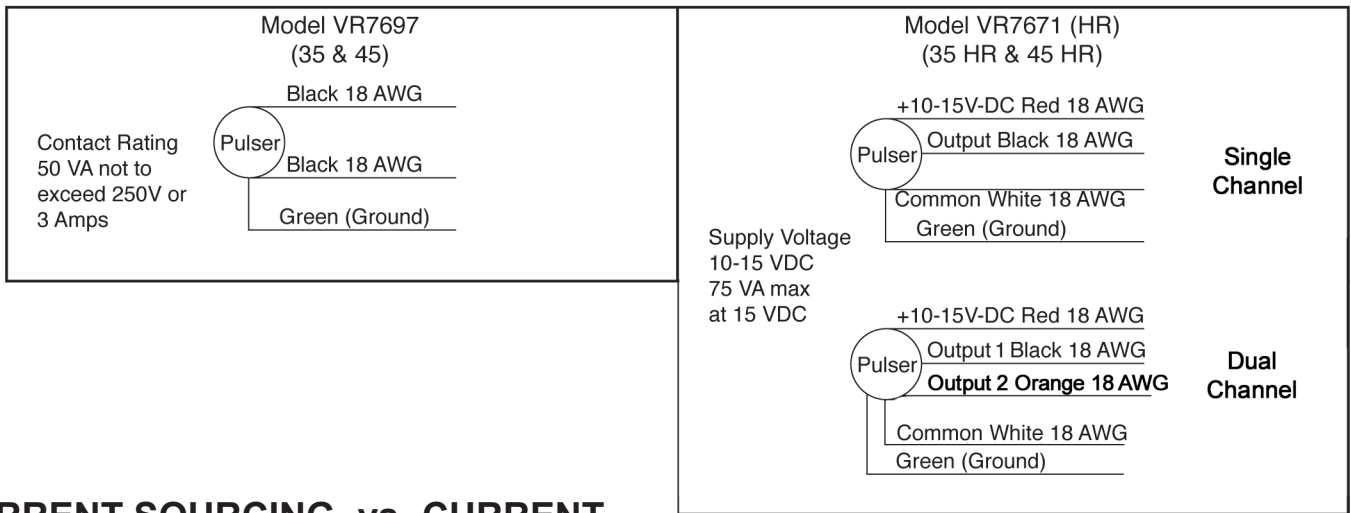 Model VR7697
(35 & 45)
Black 18 AWG
Contact Rating
50 VA not to
exceed 250V or
3 Amps
Pulser
Black 18 AWG
Green (Ground)
Model VR7671 (HR)
(35 HR & 45 HR)
+10-15V-DC Red 18 AWG
Pulser
Output Black 18 AWG
Single
Channel
Common White 18 AWG
Green (Ground)
Supply Voltage
10-15 VDC
75 VA max
at 15 VDC
+10-15V-DC Red 18 AWG
Pulser
Output 1 Black 18 AWG
Output 2 Orange 18 AWG
Dual
Channel
Common White 18 AWG
Green (Ground)
RRENT SOURCING vs. CURRENT